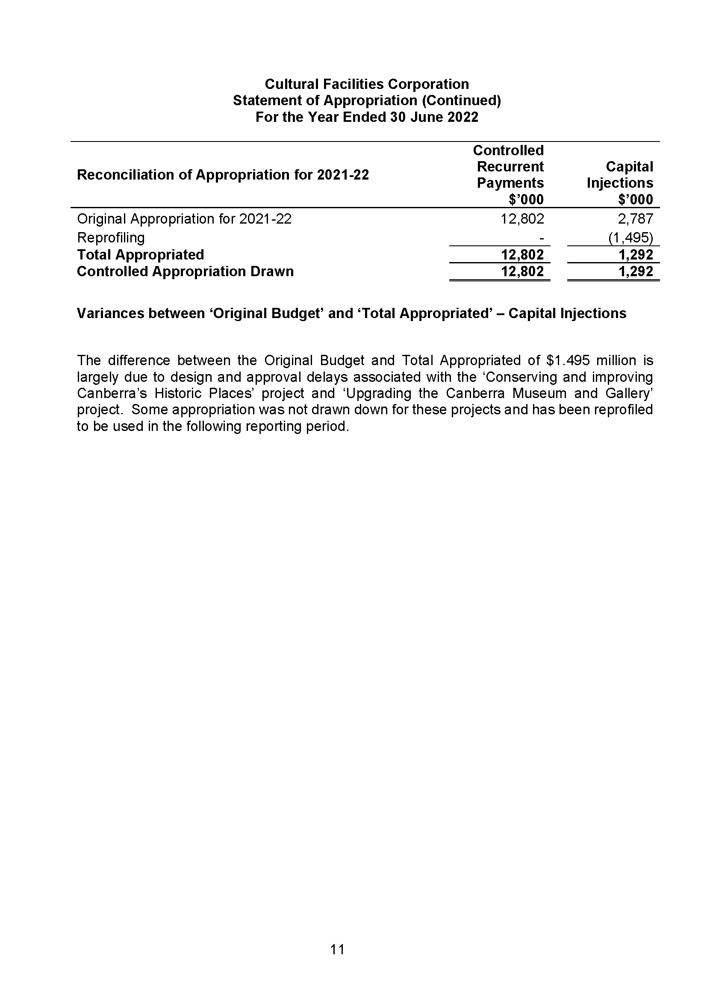 Cultural Facilities Corporation
Statement of Appropriation (Continued)
For the Year Ended 30 June 2022
Reconciliation of Appropriation for 2021-22
Controlled
Recurrent
Payments
$’000
Capital
Injections
$’000
Original Appropriation for 2021-22 12,802 2,787
Reprofiling - (1,495)
Total Appropriated 12,802 1,292
Controlled Appropriation Drawn 12,802 1,292
Variances between ‘Original Budget’ and ‘Total Appropriated’ – Capital Injections
The difference between the Original Budget and Total Appropriated of $1.495 million is
largely due to design and approval delays associated with the ‘Conserving and improving
Canberra’s Historic Places’ project and ‘Upgrading the Canberra Museum and Gallery’
project. Some appropriation was not drawn down for these projects and has been reprofiled
to be used in the following reporting period.
11